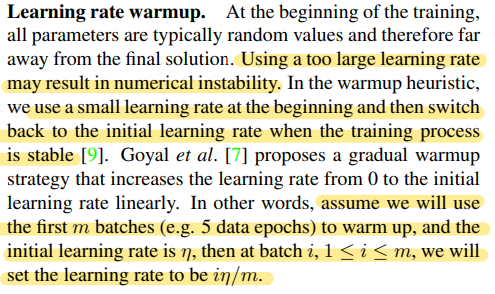 Learning rate warmup. At the beginning of the training,
all parameters are typically random values and therefore far
away from the final solution. Using a too large learning rate
may result in numerical instability. In the warmup heuristic,
we use a small learning rate at the beginning and then switch
back to the initial learning rate when the training process
is stable [9]. Goyal et al. [7] proposes a gradual warmup
strategy that increases the learning rate from 0 to the initial
learning rate linearly. In other words, assume we will use
the first m batches (e.g. 5 data epochs) to warm up, and the
initial learning rate is η, then at batch i, 1 ≤ i ≤ m, we will
set the learning rate to be iη/m.